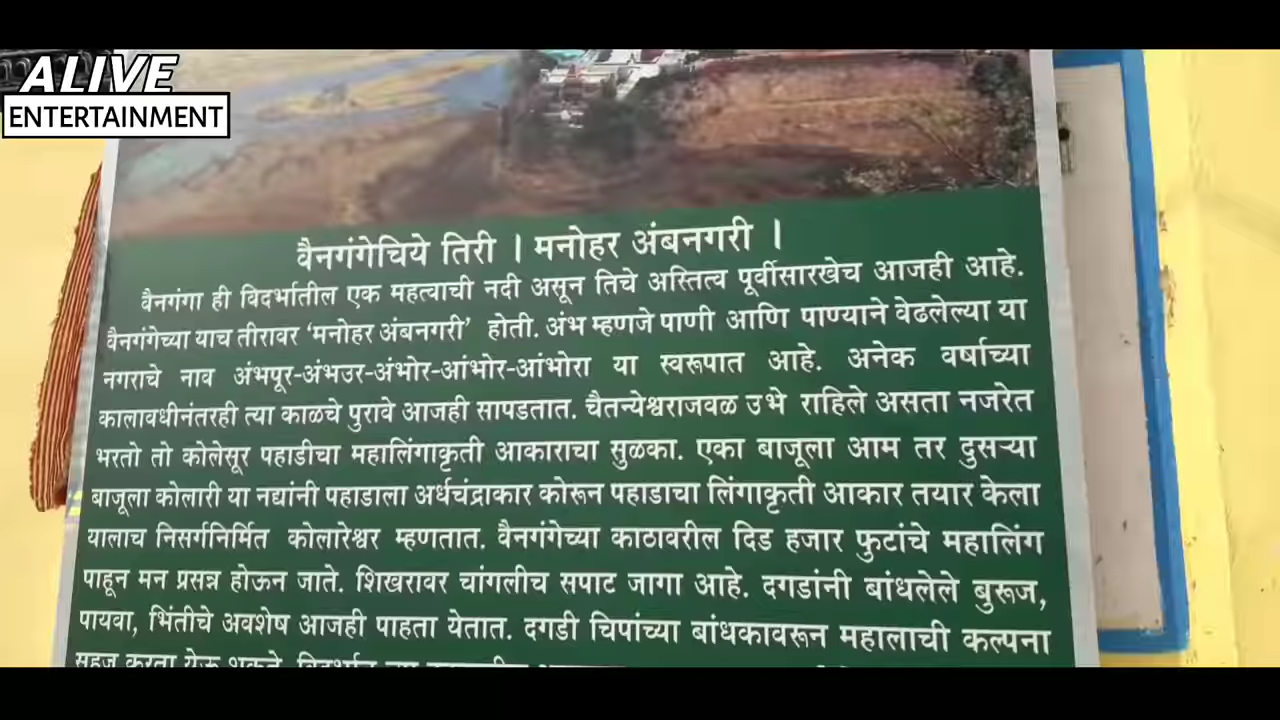 ALIVE
ENTERTAINMENT
वैनगंगेचिये तिरी । मनोहर अंबनगरी ।
वैनगंगा ही विदर्भातील एक महत्वाची नदी असून तिचे अस्तित्व पूर्वीसारखेच आजही आहे.
वैनगंगेच्या याच तीरावर ‘मनोहर अंबनगरी’ होती. अंभ म्हणजे पाणी आणि पाण्याने वेढलेल्या या
नगराचे नाव अंभपूर-अंभउर-अंभोर-आंभोर-आंभोरा या स्वरूपात आहे. अनेक वर्षाच्या
कालावधीनंतरही त्या काळचे पुरावे आजही सापडतात. चैतन्येश्वराजवळ उभे राहिले असता नजरेत
भरतो तो कोलेसूर पहाडीचा महालिंगाकृती आकाराचा सुळका. एका बाजूला आम तर दुसऱ्या
बाजूला कोलारी या नद्यांनी पहाडाला अर्धचंद्राकार कोरून पहाडाचा लिंगाकृती आकार तयार केला
यालाच निसर्गनिर्मित कोलारेश्वर म्हणतात. वैनगंगेच्या काठावरील दिड हजार फुटांचे महालिंग
पाहून मन प्रसन्न होऊन जाते. शिखरावर चांगलीच सपाट जागा आहे. दगडांनी बांधलेले बुरूज,
पायवा, भिंतीचे अवशेष आजही पाहता येतात. दगडी चिपांच्या बांधकावरून महालाची कल्पना
सहज करता येऊ शकते.